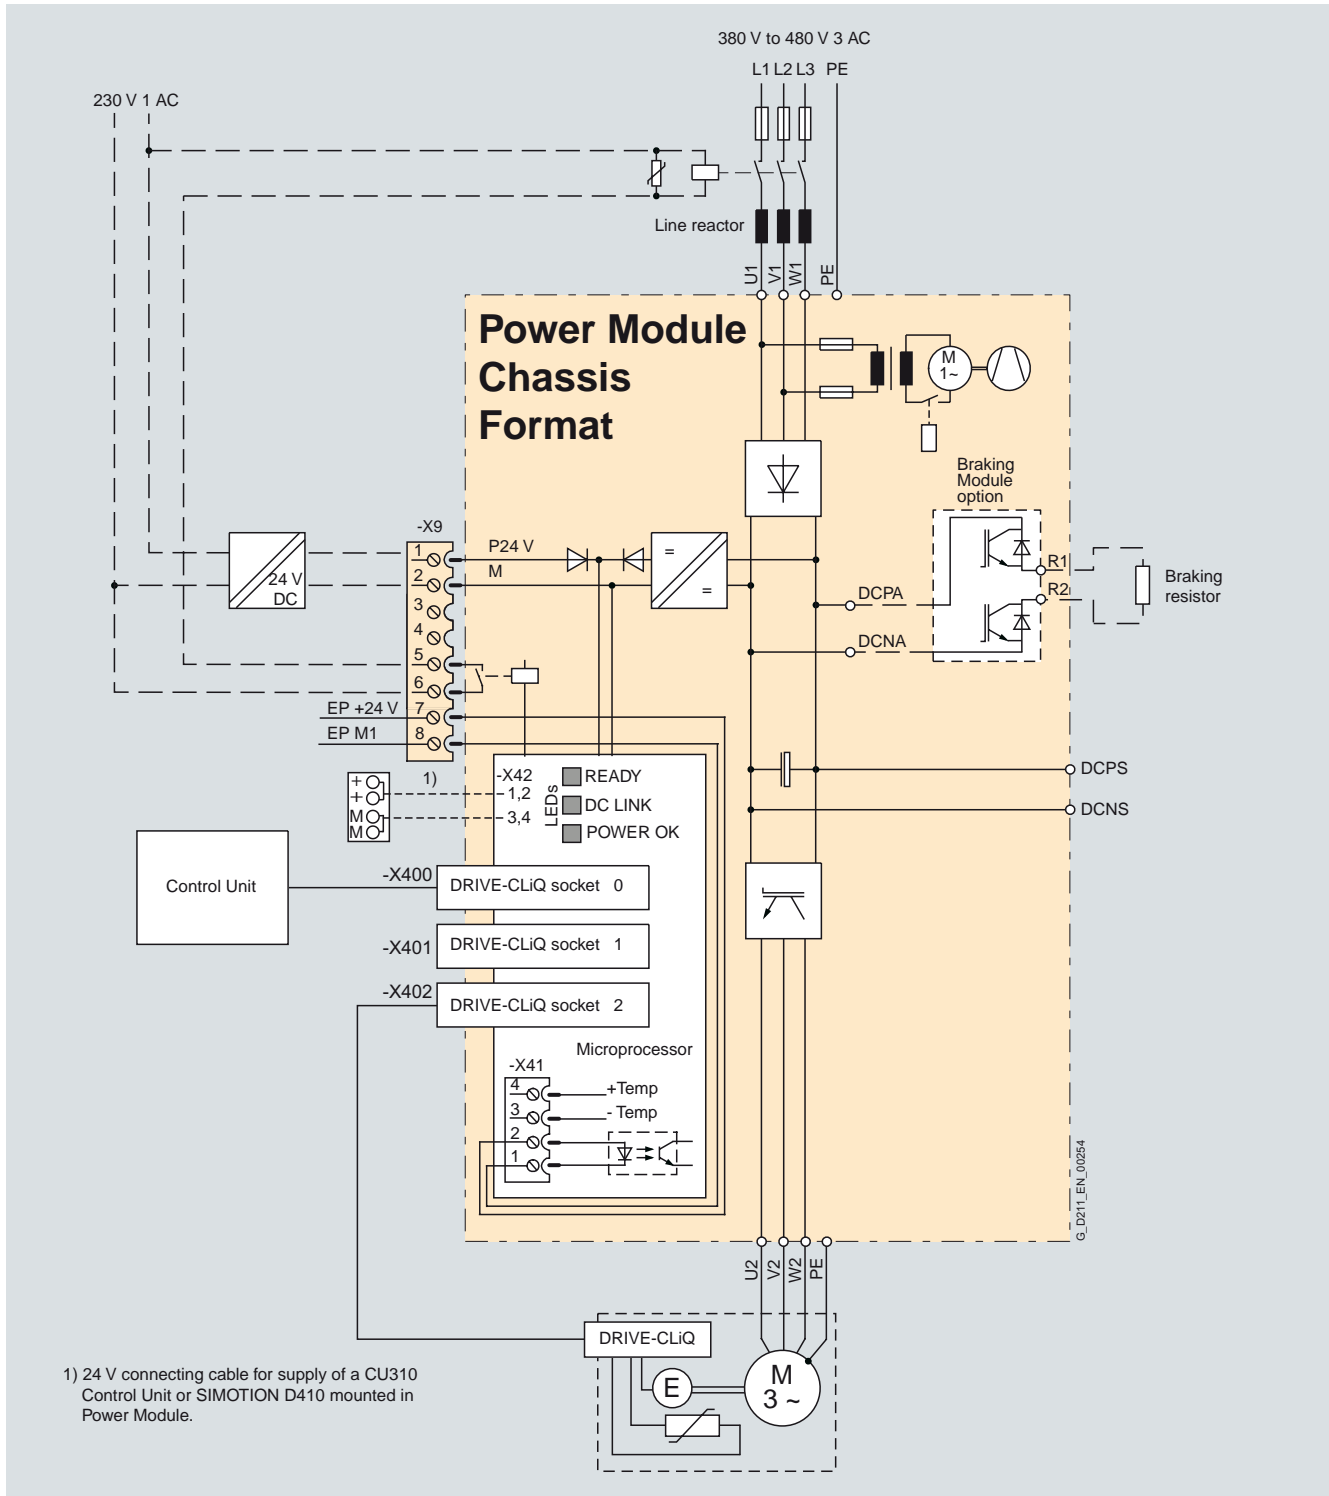 380 V to 480 V 3 AC
L1 L2 L3 PE
230 V 1 AC
Line reactor
U1
V1
W1
PE
Power Module
Chassis
Format
M
1~
Braking
Module
option
-X9
1
2
3
4
5
6
7
8
P24 V
M
=
=
24 V
DC
R1
R2
Braking
resistor
DCPA
DCNA
EP +24 V
EP M1
DCPS
DCNS
+
+
M
M
1)
-X42
1,2
3,4
LEDs
READY
DC LINK
POWER OK
Control Unit
-X400
DRIVE-CLiQ socket 0
-X401
DRIVE-CLiQ socket 1
-X402
DRIVE-CLiQ socket 2
Microprocessor
-X41
4
3
2
1
+Temp
- Temp
G_D211_EN_00254
U2
V2
W2
PE
DRIVE-CLiQ
E
M
3 ~
1) 24 V connecting cable for supply of a CU310
Control Unit or SIMOTION D410 mounted in
Power Module.